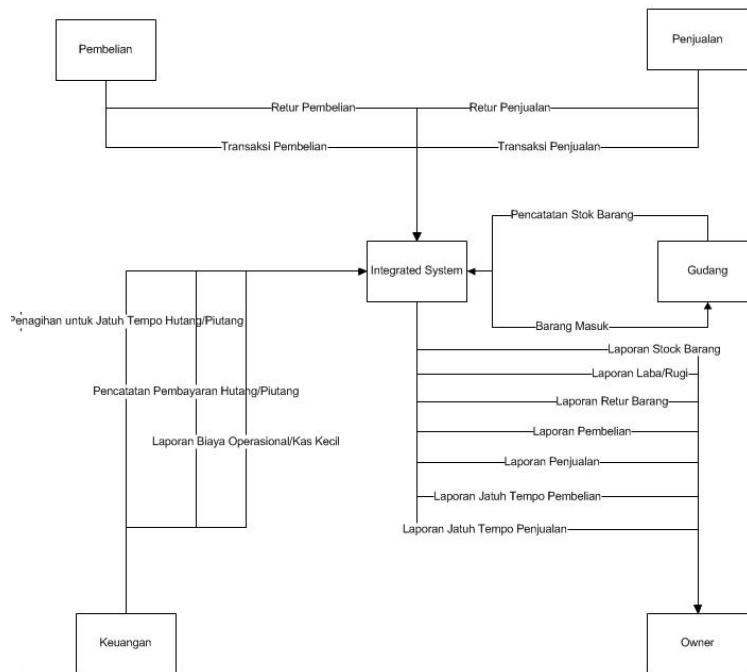 Pembelian
Penjualan
Retur Pembelian
Retur Penjualan
Transaksi Pembelian
Transaksi Penjualan
Pencatatan Stok Barang
Integrated System
Gudang
Penagihan untuk Jatuh Tempo Hutang/Piutang
Barang Masuk
Laporan Stock Barang
Laporan Laba/Rugi
Pencatatan Pembayaran Hutang/Piutang
Laporan Retur Barang
Laporan Pembelian
Laporan Biaya Operasional/Kas Kecil
Laporan Penjualan
Laporan Jatuh Tempo Pembelian
Laporan Jatuh Tempo Penjualan
Keuangan
Owner